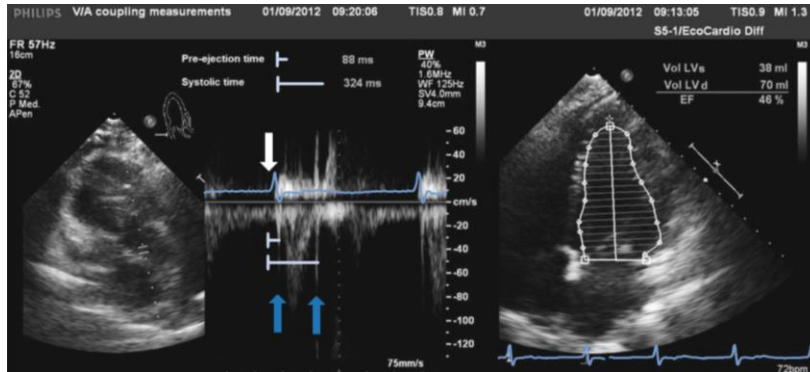 PHILIPS V/A coupling measurements 01/09/2012 09:20:06 TIS0.8 MI 0.7
FR 57Hz
16cm
2D
67%
C 52
P Med.
APen
Pre-ejection time 88 ms
Systolic time 324 ms
PW
40%
1.6MHz
WF 125Hz
SV4.0mm
9.4cm
M3
60
40
20
cm/s
-20
-40
-60
-80
-100
-120
75mm/s
01/09/2012 09:13:05 TIS0.9 MI 1.3
S5-1/EcoCardio Diff
M3
Vol LVs 38 ml
Vol LVd 70 ml
EF 46 %
72bpm